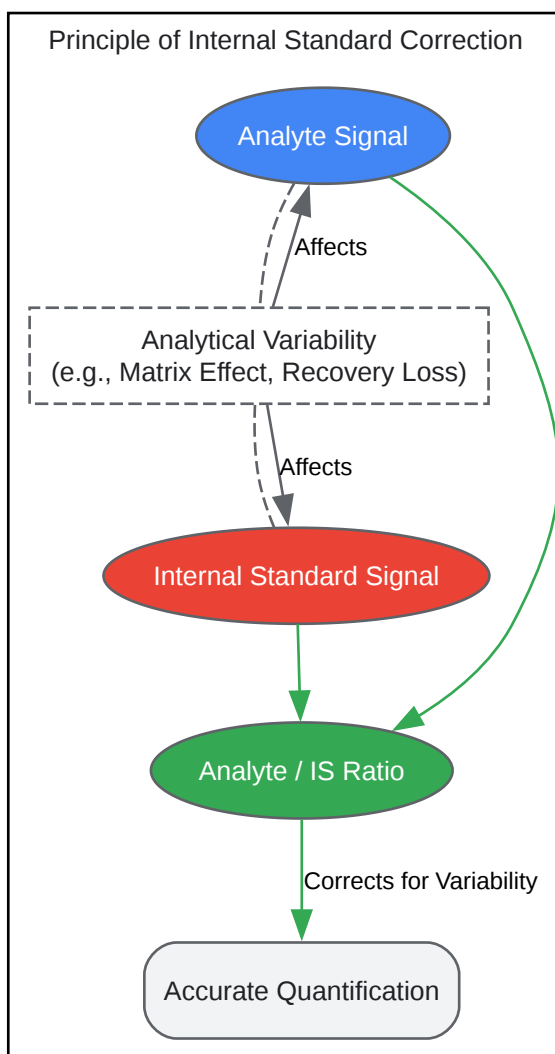 Principle of Internal Standard Correction
Analyte Signal
Affects
Analytical Variability
(e.g., Matrix Effect, Recovery Loss)
Affects
Internal Standard Signal
Analyte / IS Ratio
Corrects for Variability
Accurate Quantification